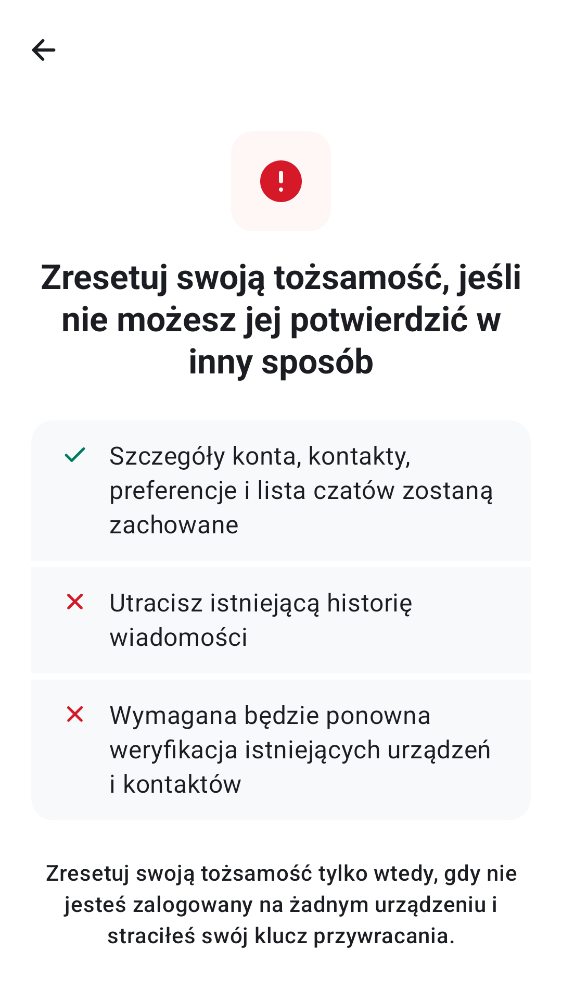 Zresetuj swoją tożsamość, jeśli
nie możesz jej potwierdzić w
inny sposób
Szczegóły konta, kontakty,
preferencje i lista czatów zostaną
zachowane
Utracisz istniejącą historię
wiadomości
Wymagana będzie ponowna
weryfikacja istniejących urządzeń
i kontaktów
Zresetuj swoją tożsamość tylko wtedy, gdy nie
jesteś zalogowany na żadnym urządzeniu i
straciłeś swój klucz przywracania.